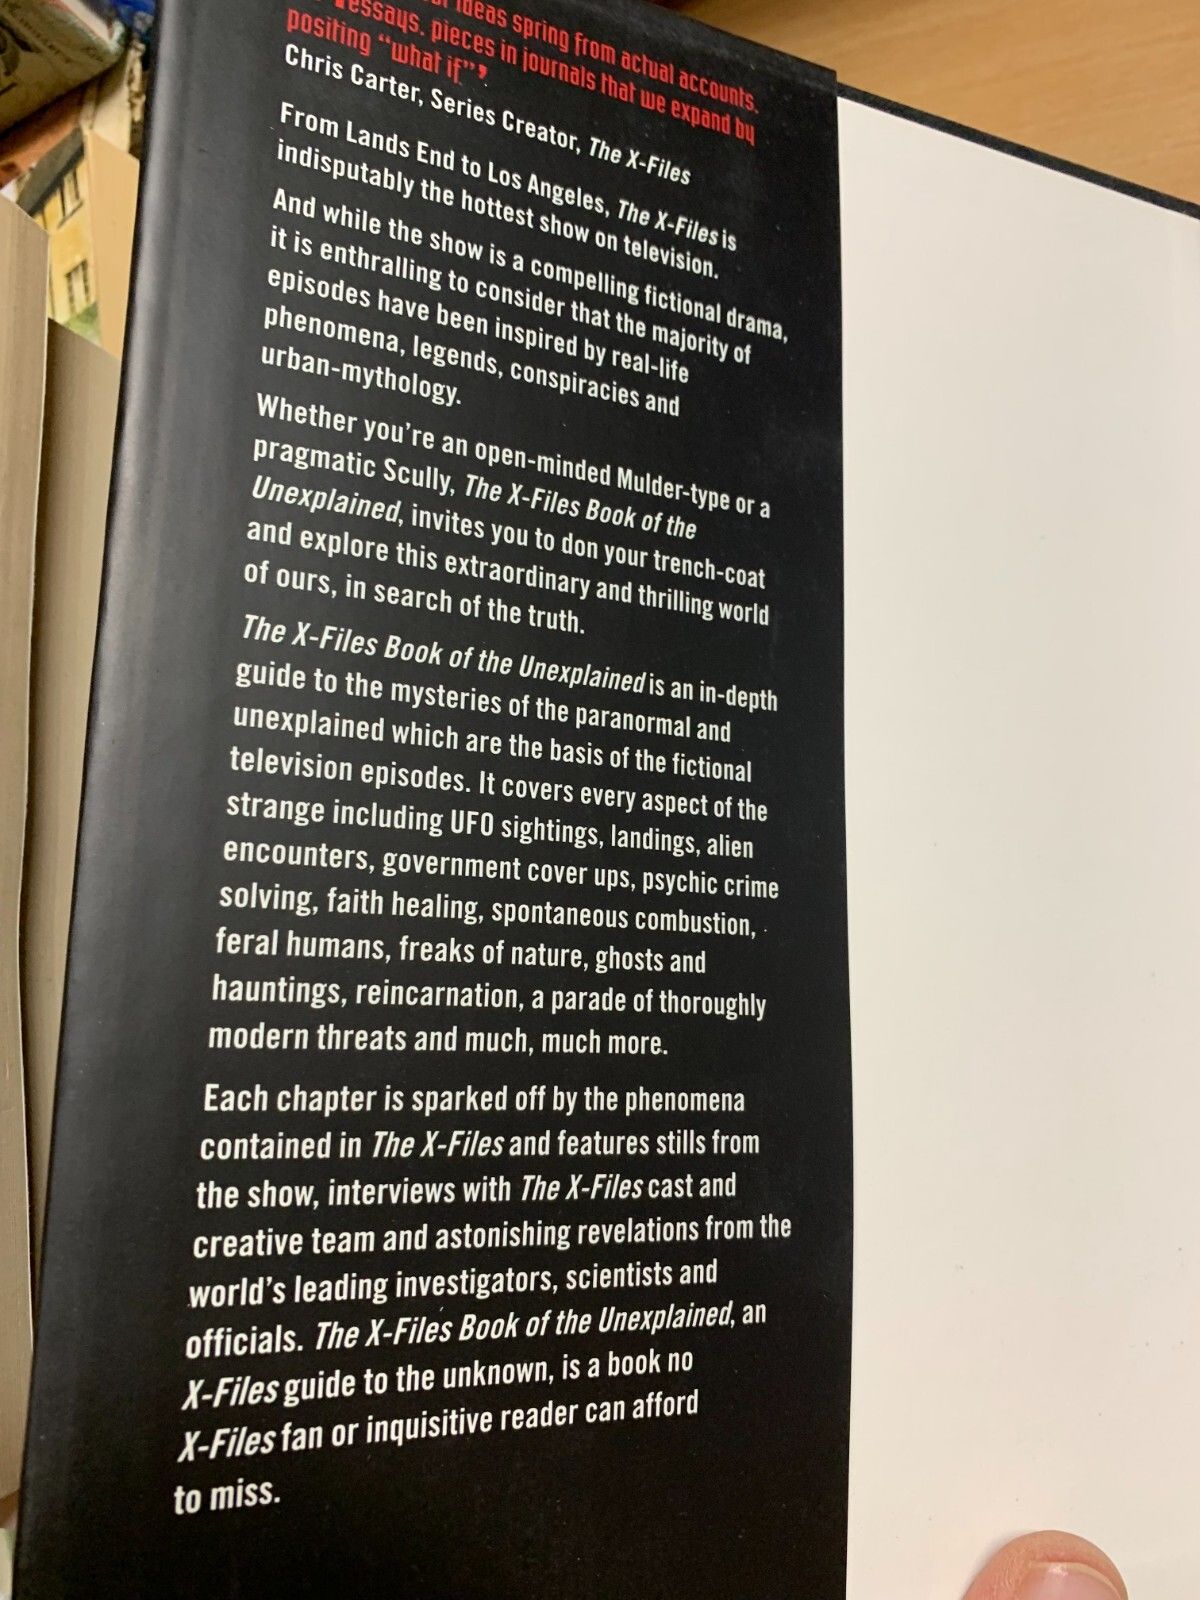 ideas spring from actual accounts.
essays. pieces in journals that we expand by
positing “what if”’
Chris Carter, Series Creator, The X-Files
From Lands End to Los Angeles, The X-Files is
indisputably the hottest show on television.
And while the show is a compelling fictional drama,
it is enthralling to consider that the majority of
episodes have been inspired by real-life
phenomena, legends, conspiracies and
urban-mythology.
Whether you're an open-minded Mulder-type or a
pragmatic Scully, The X-Files Book of the
Unexplained, invites you to don your trench-coat
and explore this extraordinary and thrilling world
of ours, in search of the truth.
The X-Files Book of the Unexplained is an in-depth
guide to the mysteries of the paranormal and
unexplained which are the basis of the fictional
television episodes. It covers every aspect of the
strange including UFO sightings, landings, alien
encounters, government cover ups, psychic crime
solving, faith healing, spontaneous combustion,
feral humans, freaks of nature, ghosts and
hauntings, reincarnation, a parade of thoroughly
modern threats and much, much more.
Each chapter is sparked off by the phenomena
contained in The X-Files and features stills from
the show, interviews with The X-Files cast and
creative team and astonishing revelations from the
world's leading investigators, scientists and
officials. The X-Files Book of the Unexplained, an
X-Files guide to the unknown, is a book no
X-Files fan or inquisitive reader can afford
to miss.